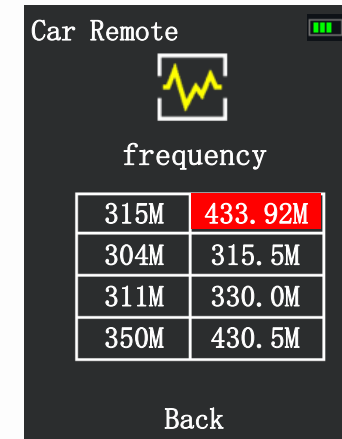 Car Remote
frequency
315M 433.92M
304M 315.5M
311M 330.0M
350M 430.5M
Back